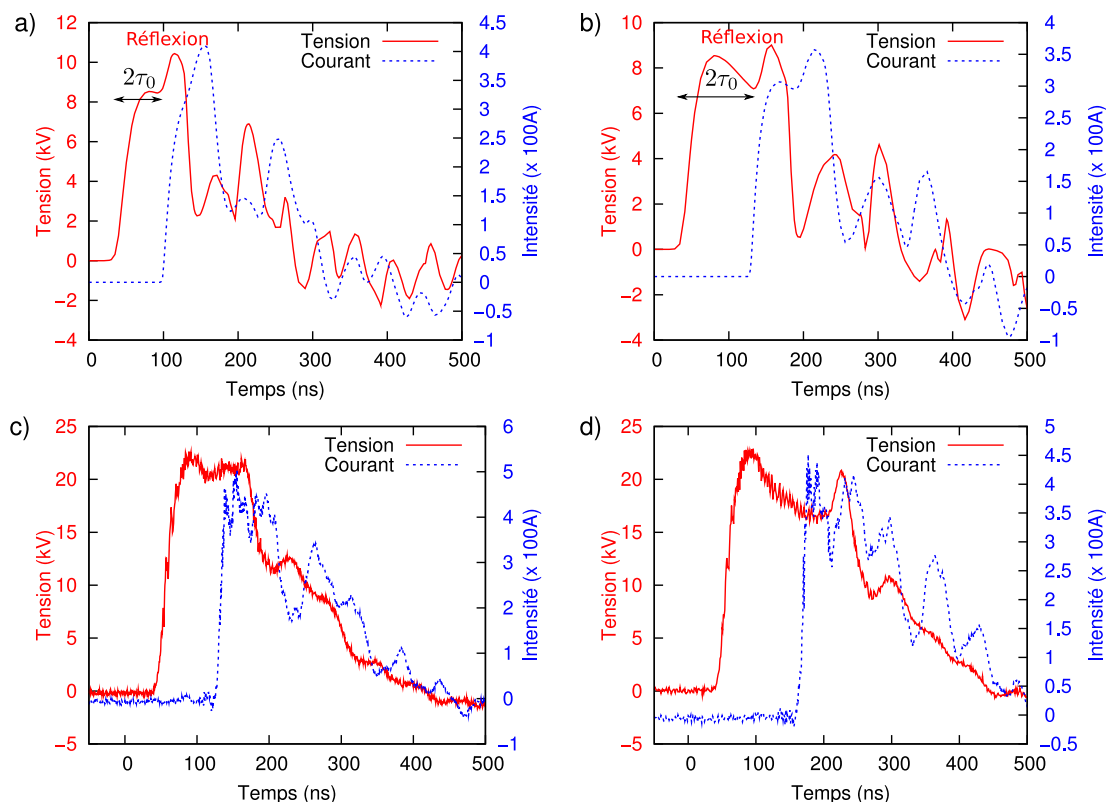 a)
Réflexion
Tension
Courant
2τ₀
Tension (kV)
12
10
8
6
4
2
0
−2
−4
Intensité (x 100A)
4.5
4
3.5
3
2.5
2
1.5
1
0.5
0
−0.5
−1
0 100 200 300 400 500
Temps (ns)
b)
Réflexion
Tension
Courant
2τ₀
Tension (kV)
10
8
6
4
2
0
−2
−4
Intensité (x 100A)
4
3.5
3
2.5
2
1.5
1
0.5
0
−0.5
−1
0 100 200 300 400 500
Temps (ns)
c)
Tension
Courant
Tension (kV)
25
20
15
10
5
0
−5
Intensité (x 100A)
6
5
4
3
2
1
0
−1
0 100 200 300 400 500
Temps (ns)
d)
Tension
Courant
Tension (kV)
25
20
15
10
5
0
−5
Intensité (x 100A)
4.5
4
3.5
3
2.5
2
1.5
1
0.5
0
−0.5
0 100 200 300 400 500
Temps (ns)